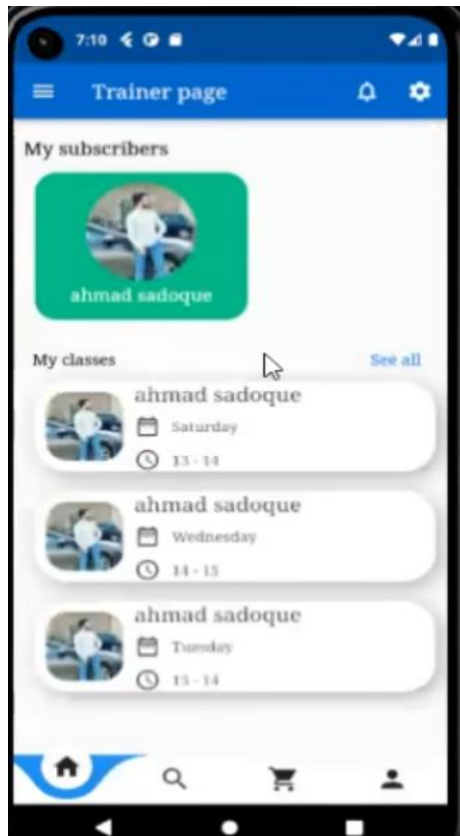 7:10
Trainer page
My subscribers
ahmad sadoque
My classes See all
ahmad sadoque
Saturday
13 - 14
ahmad sadoque
Wednesday
14 - 15
ahmad sadoque
13 - 14